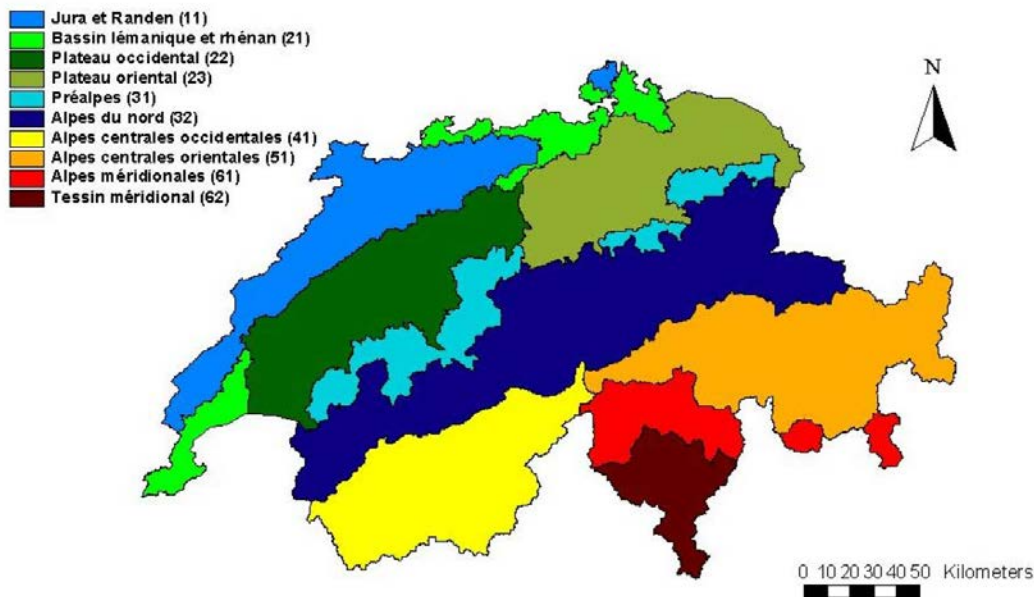 Jura et Randen (11)
Bassin lémanique et rhénan (21)
Plateau occidental (22)
Plateau oriental (23)
Préalpes (31)
Alpes du nord (32)
Alpes centrales occidentales (41)
Alpes centrales orientales (51)
Alpes méridionales (61)
Tessin méridional (62)
N
0 10 20 30 40 50 Kilometers